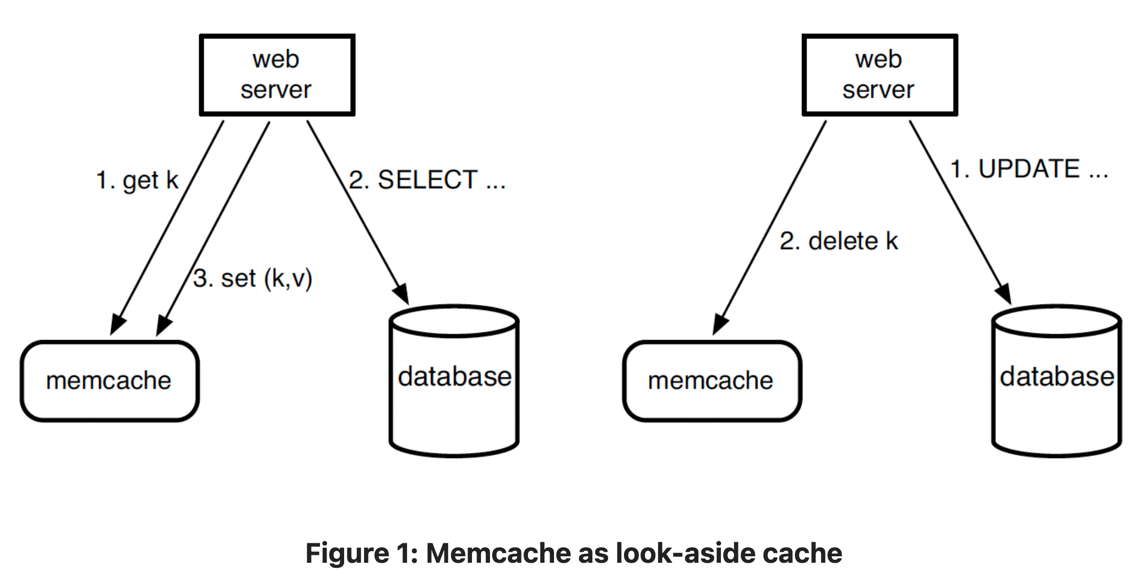 web
server
1. get k
2. SELECT ...
3. set (k,v)
memcache
database
web
server
1. UPDATE ...
2. delete k
memcache
database
Figure 1: Memcache as look-aside cache